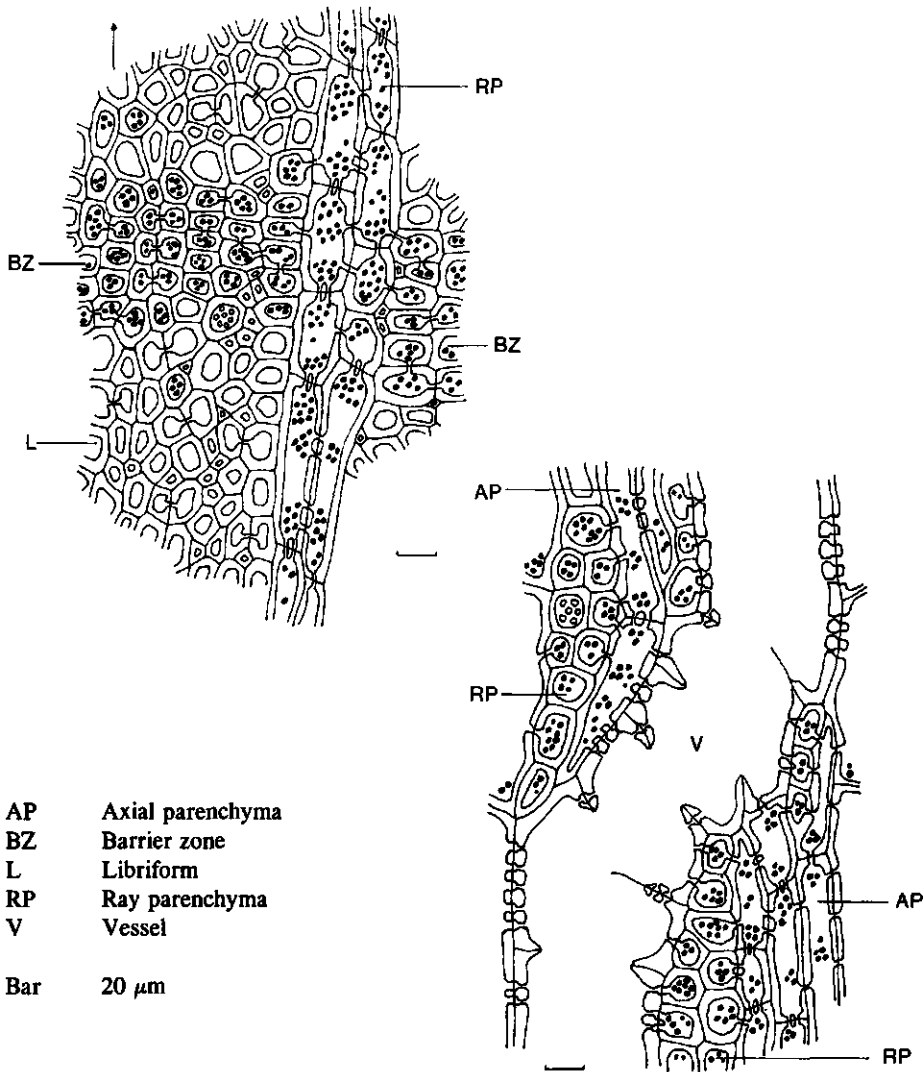 RP
BZ
BZ
L
AP
RP
V
AP
RP
AP Axial parenchyma
BZ Barrier zone
L Libriform
RP Ray parenchyma
V Vessel
Bar 20 μm